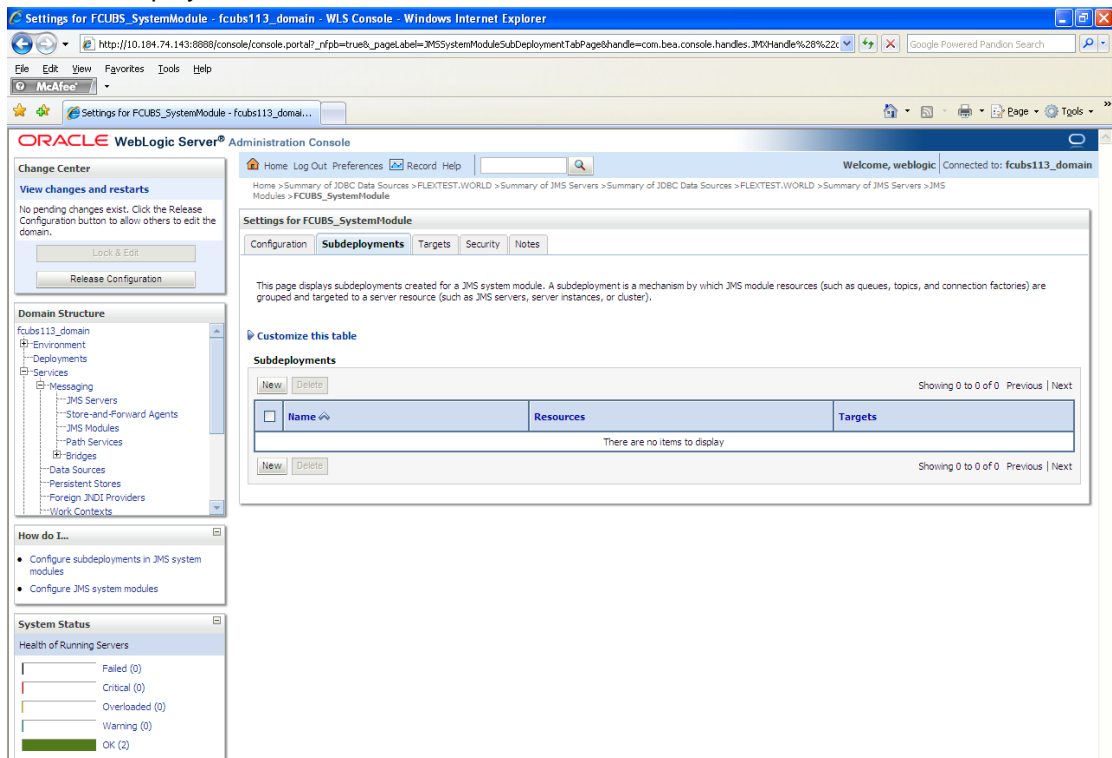 Settings for FCUBS_SystemModule - fcubs113_domain - WLS Console - Windows Internet Explorer
http://10.184.74.143:8888/console/console.portal?_nfpb=true&_pageLabel=JMSSystemModuleSubDeploymentTabPage&handle=com.bea.console.handles.JMXHandle%28%22c
Google Powered Pandion Search
File Edit View Favorites Tools Help
McAfee
Settings for FCUBS_SystemModule - fcubs113_domai...
Page Tools
ORACLE WebLogic Server® Administration Console
Change Center
View changes and restarts
No pending changes exist. Click the Release
Configuration button to allow others to edit the
domain.
Lock & Edit
Release Configuration
Domain Structure
fcubs113_domain
Environment
Deployments
Services
Messaging
JMS Servers
Store-and-Forward Agents
JMS Modules
Path Services
Bridges
Data Sources
Persistent Stores
Foreign JNDI Providers
Work Contexts
How do I...
Configure subdeployments in JMS system
modules
Configure JMS system modules
System Status
Health of Running Servers
Failed (0)
Critical (0)
Overloaded (0)
Warning (0)
OK (2)
Home Log Out Preferences Record Help
Welcome, weblogic Connected to: fcubs113_domain
Home >Summary of JDBC Data Sources >FLEXTEST.WORLD >Summary of JMS Servers >Summary of JDBC Data Sources >FLEXTEST.WORLD >Summary of JMS Servers >JMS
Modules >FCUBS_SystemModule
Settings for FCUBS_SystemModule
Configuration Subdeployments Targets Security Notes
This page displays subdeployments created for a JMS system module. A subdeployment is a mechanism by which JMS module resources (such as queues, topics, and connection factories) are
grouped and targeted to a server resource (such as JMS servers, server instances, or cluster).
Customize this table
Subdeployments
New Delete Showing 0 to 0 of 0 Previous | Next
Name Resources Targets
There are no items to display
New Delete Showing 0 to 0 of 0 Previous | Next